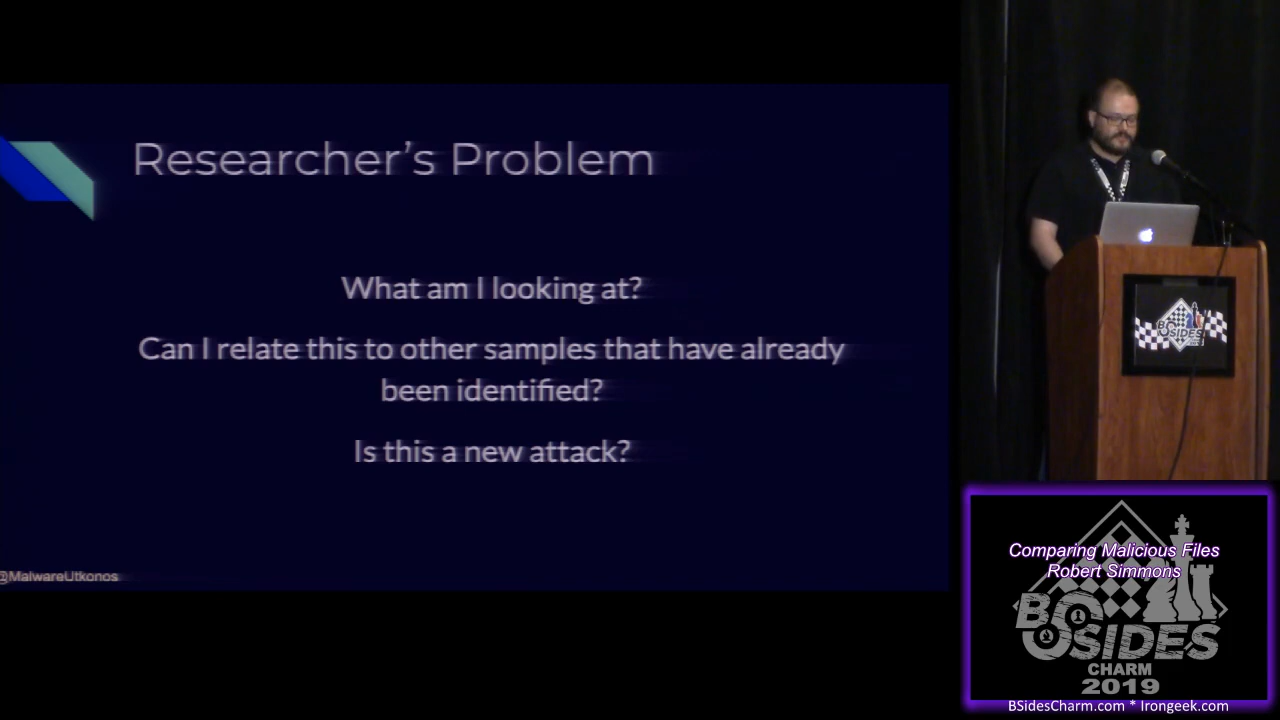 Researcher's Problem
What am I looking at?
Can I relate this to other samples that have already
been identified?
Is this a new attack?
@MalwareUtkonos
BSIDES
Comparing Malicious Files
Robert Simmons
BSIDES
CHARM
2019
BSidesCharm.com * Irongeek.com